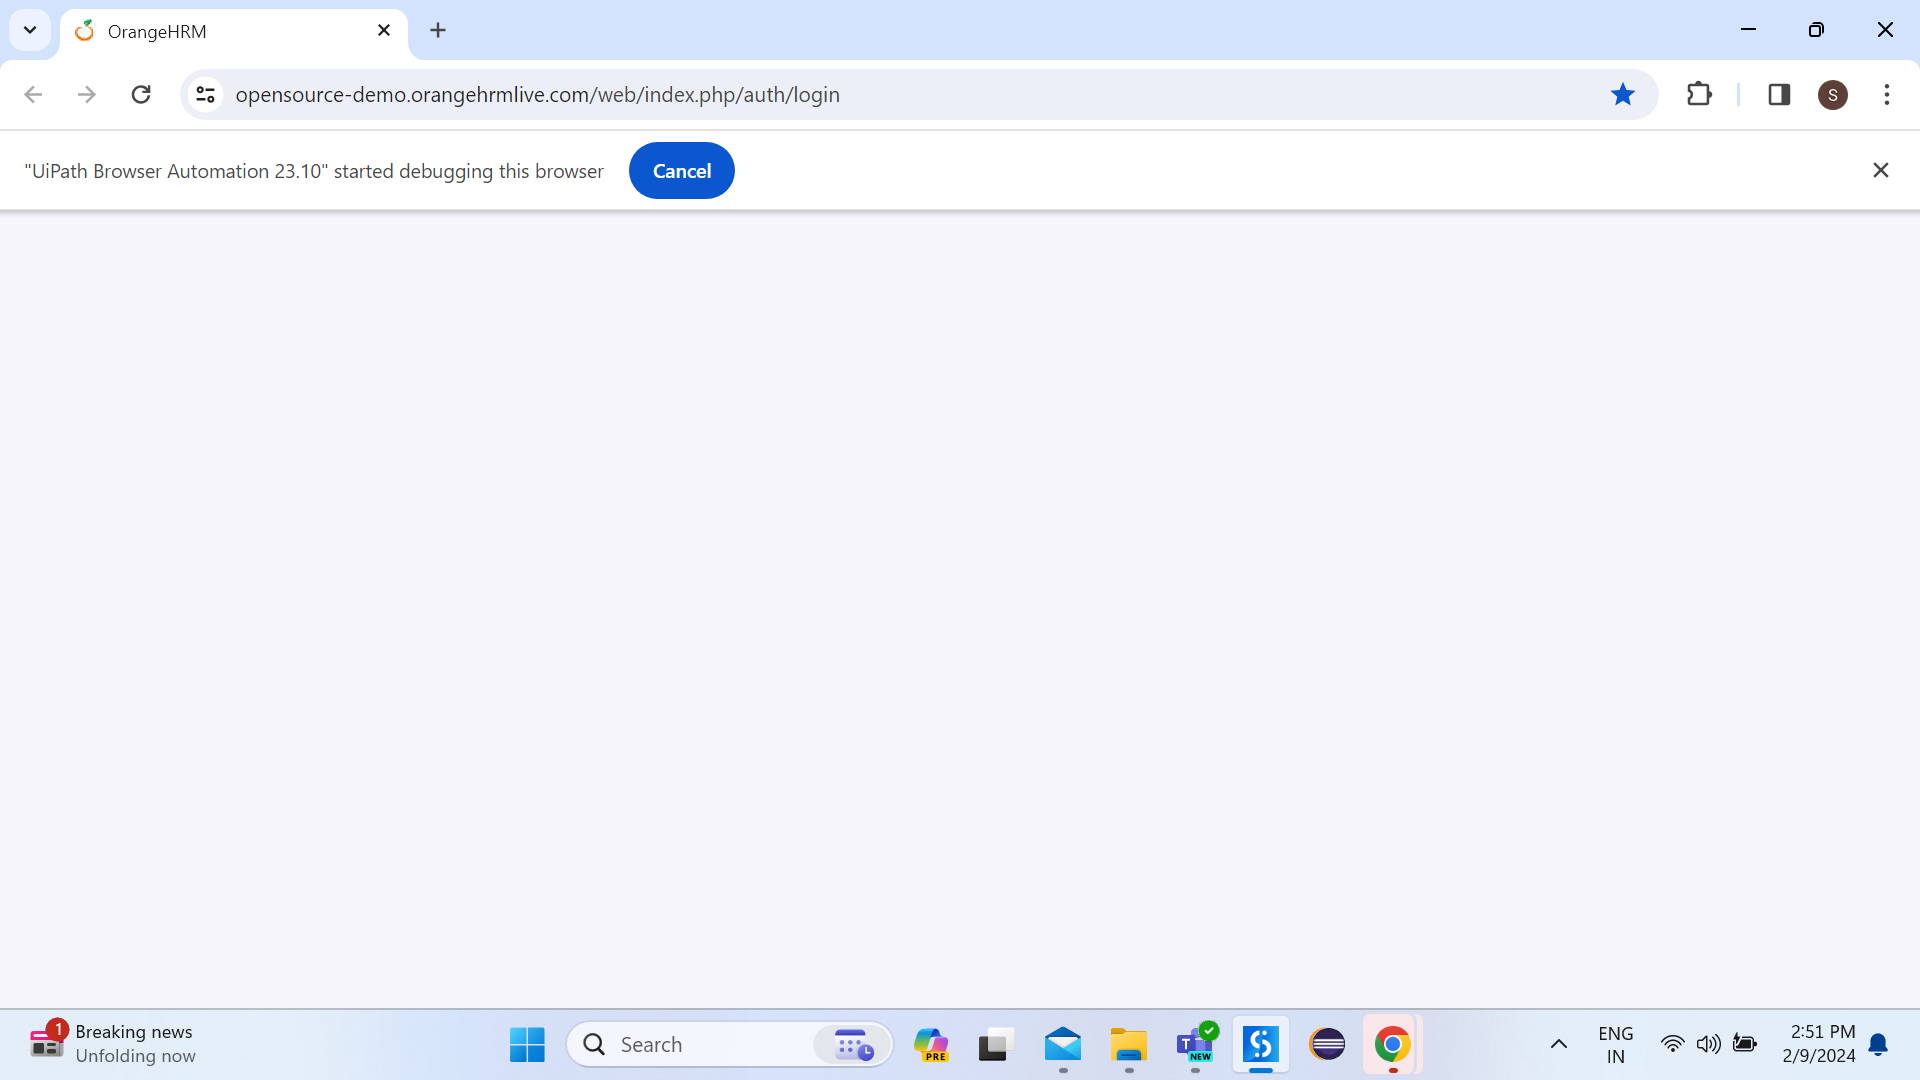 OrangeHRM
opensource-demo.orangehrmlive.com/web/index.php/auth/login
S
"UiPath Browser Automation 23.10" started debugging this browser
Cancel
1
Breaking news
Unfolding now
Search
PRE
T
NEW
ENG
IN
2:51 PM
2/9/2024